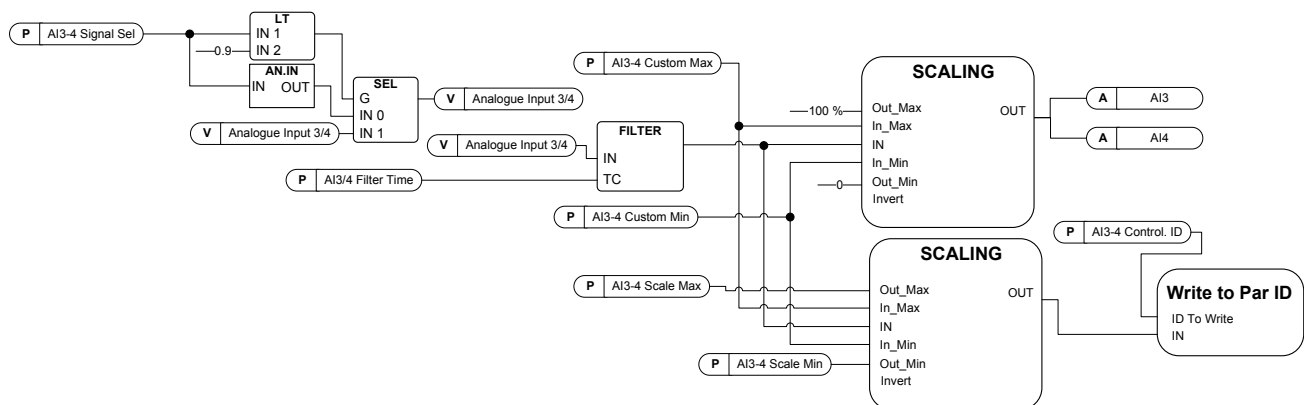 LT
P AI3-4 Signal Sel
IN 1
0.9
IN 2
AN.IN
IN OUT
SEL
G
IN 0
IN 1
V Analogue Input 3/4
V Analogue Input 3/4
P AI3-4 Custom Max
V Analogue Input 3/4
FILTER
IN
TC
P AI3/4 Filter Time
P AI3-4 Custom Min
SCALING
100 %
Out_Max
In_Max
IN
In_Min
0
Out_Min
Invert
OUT
A AI3
A AI4
P AI3-4 Scale Max
P AI3-4 Scale Min
SCALING
Out_Max
In_Max
IN
In_Min
Out_Min
Invert
OUT
P AI3-4 Control. ID
Write to Par ID
ID To Write
IN